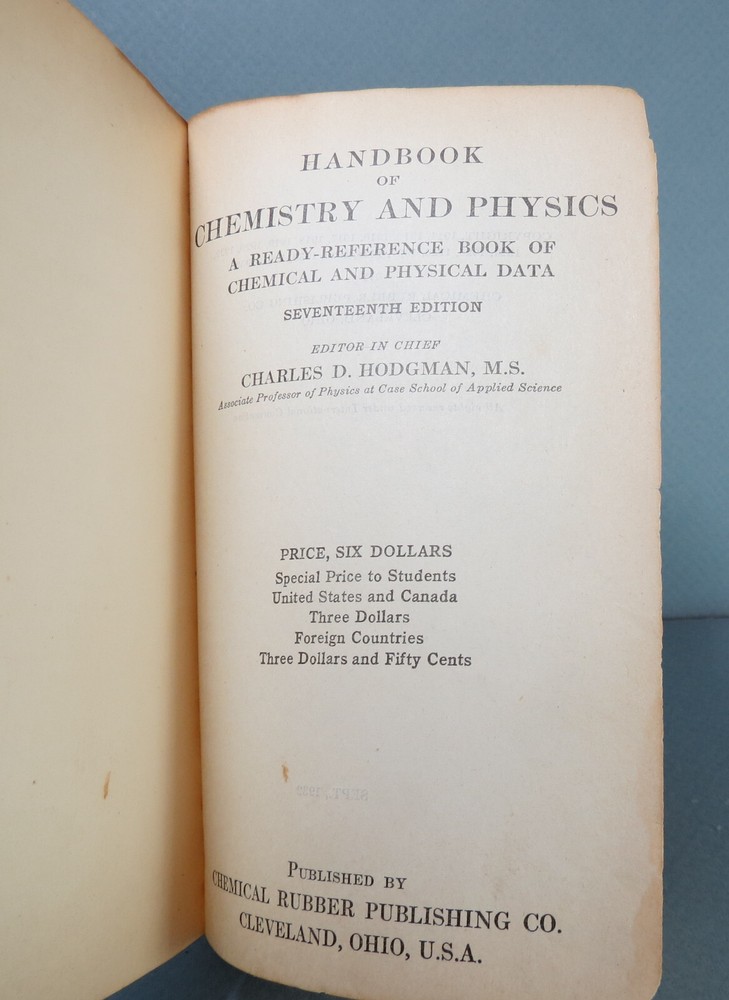 HANDBOOK
OF
CHEMISTRY AND PHYSICS
A READY-REFERENCE BOOK OF
CHEMICAL AND PHYSICAL DATA
SEVENTEENTH EDITION
EDITOR IN CHIEF
CHARLES D. HODGMAN, M.S.
Associate Professor of Physics at Case School of Applied Science
PRICE, SIX DOLLARS
Special Price to Students
United States and Canada
Three Dollars
Foreign Countries
Three Dollars and Fifty Cents
PUBLISHED BY
CHEMICAL RUBBER PUBLISHING CO.
CLEVELAND, OHIO, U.S.A.